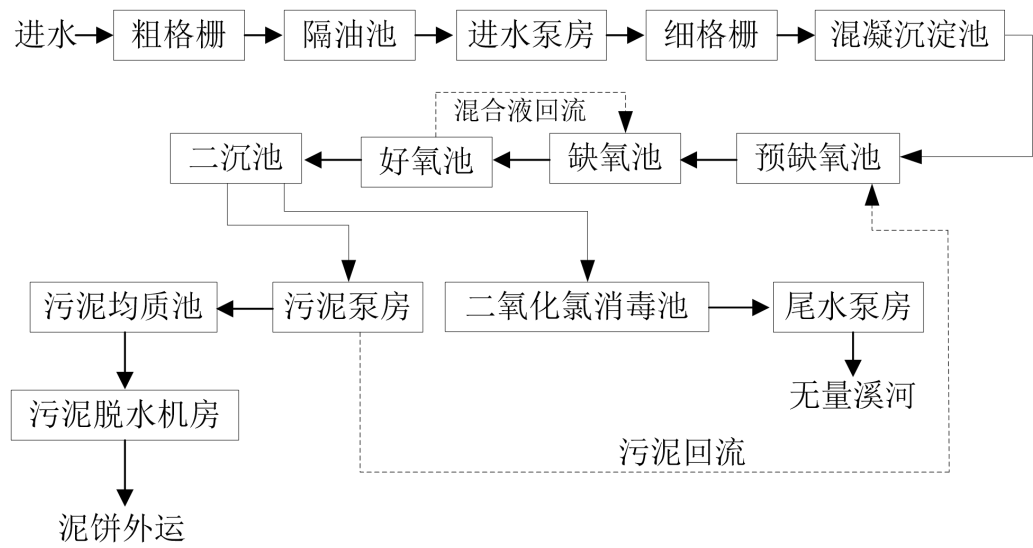 进水
粗格栅
隔油池
进水泵房
细格栅
混凝沉淀池
混合液回流
二沉池
好氧池
缺氧池
预缺氧池
污泥均质池
污泥泵房
二氧化氯消毒池
尾水泵房
无量溪河
污泥脱水机房
污泥回流
泥饼外运